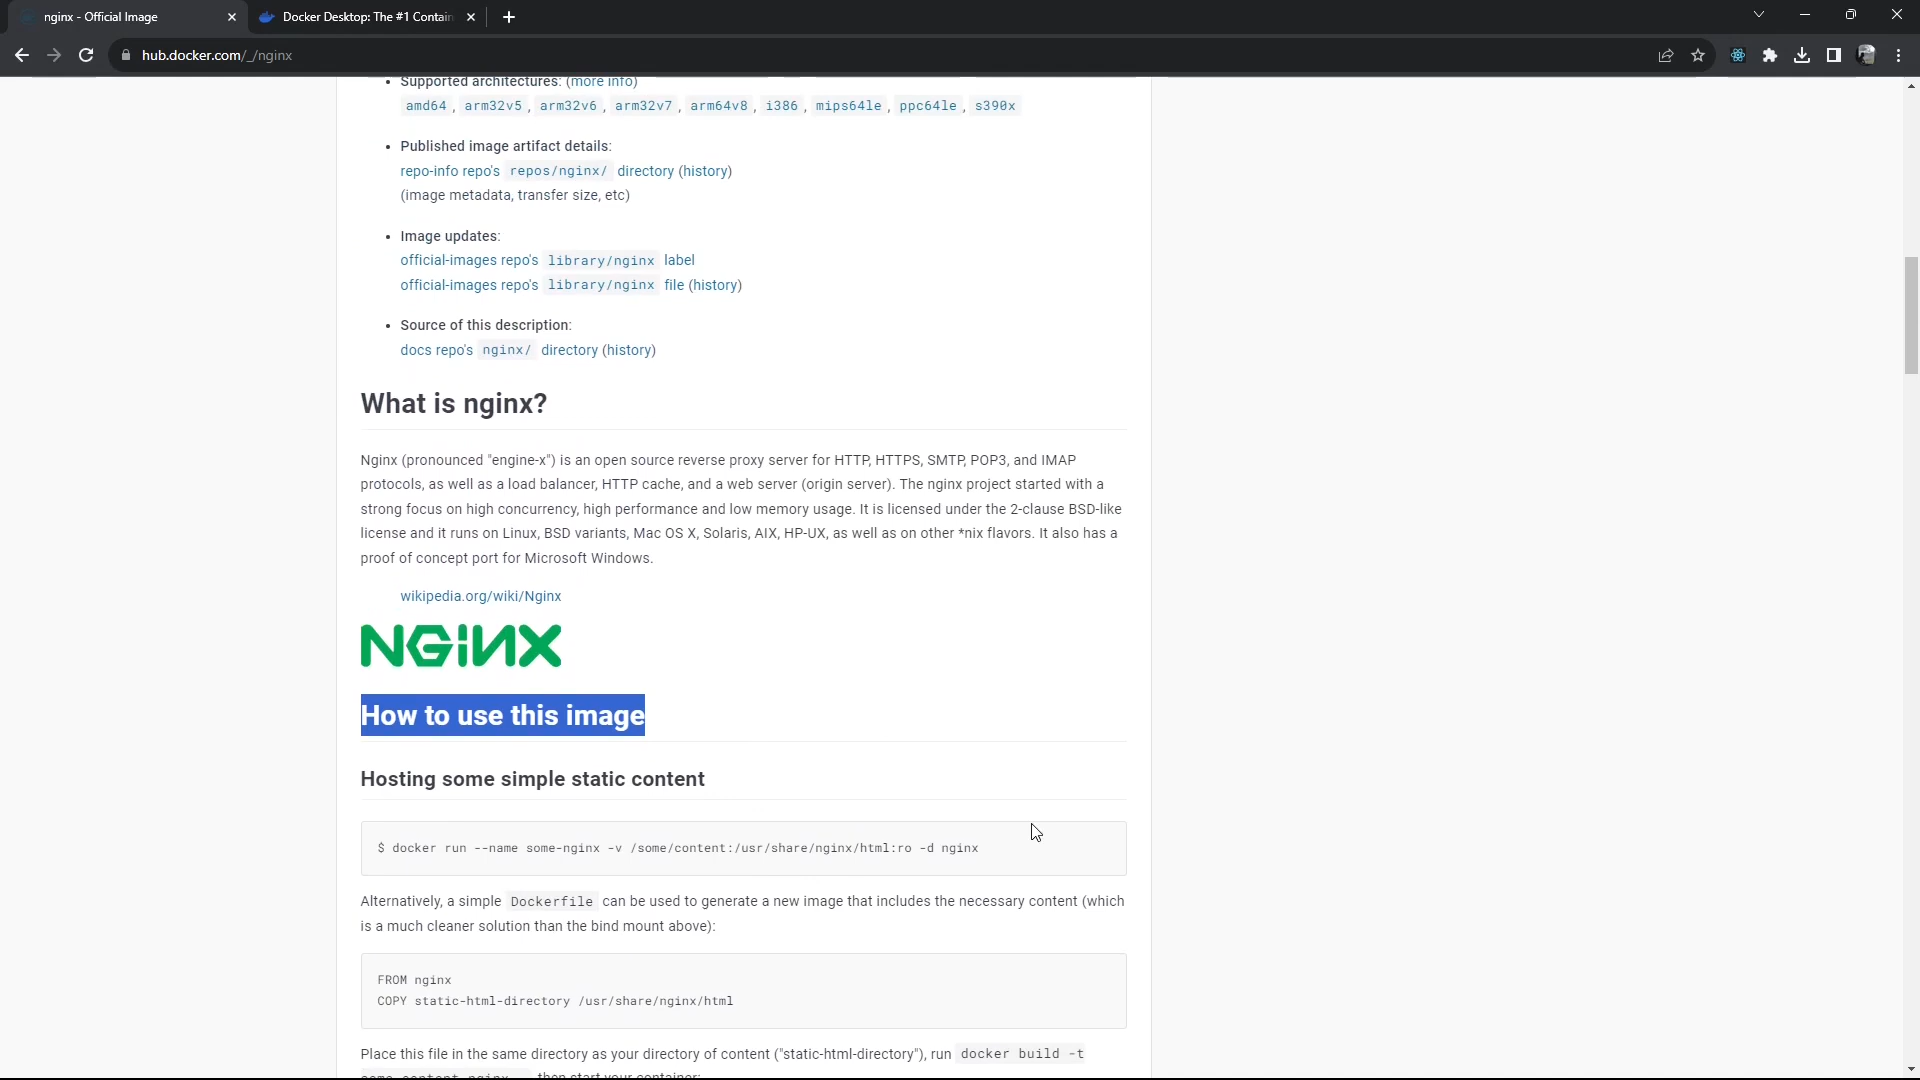 nginx - Official Image
Docker Desktop: The #1 Contain
hub.docker.com/_/nginx
Supported architectures: (more info)
amd64 , arm32v5 , arm32v6 , arm32v7 , arm64v8 , i386 , mips64le , ppc64le , s390x
Published image artifact details:
repo-info repo's repos/nginx/ directory (history)
(image metadata, transfer size, etc)
Image updates:
official-images repo's library/nginx label
official-images repo's library/nginx file (history)
Source of this description:
docs repo's nginx/ directory (history)
What is nginx?
Nginx (pronounced "engine-x") is an open source reverse proxy server for HTTP, HTTPS, SMTP, POP3, and IMAP
protocols, as well as a load balancer, HTTP cache, and a web server (origin server). The nginx project started with a
strong focus on high concurrency, high performance and low memory usage. It is licensed under the 2-clause BSD-like
license and it runs on Linux, BSD variants, Mac OS X, Solaris, AIX, HP-UX, as well as on other *nix flavors. It also has a
proof of concept port for Microsoft Windows.
wikipedia.org/wiki/Nginx
NGINX
How to use this image
Hosting some simple static content
$ docker run --name some-nginx -v /some/content:/usr/share/nginx/html:ro -d nginx
Alternatively, a simple Dockerfile can be used to generate a new image that includes the necessary content (which
is a much cleaner solution than the bind mount above):
FROM nginx
COPY static-html-directory /usr/share/nginx/html
Place this file in the same directory as your directory of content ("static-html-directory"), run docker build -t
some-content-nginx . , then start your container: